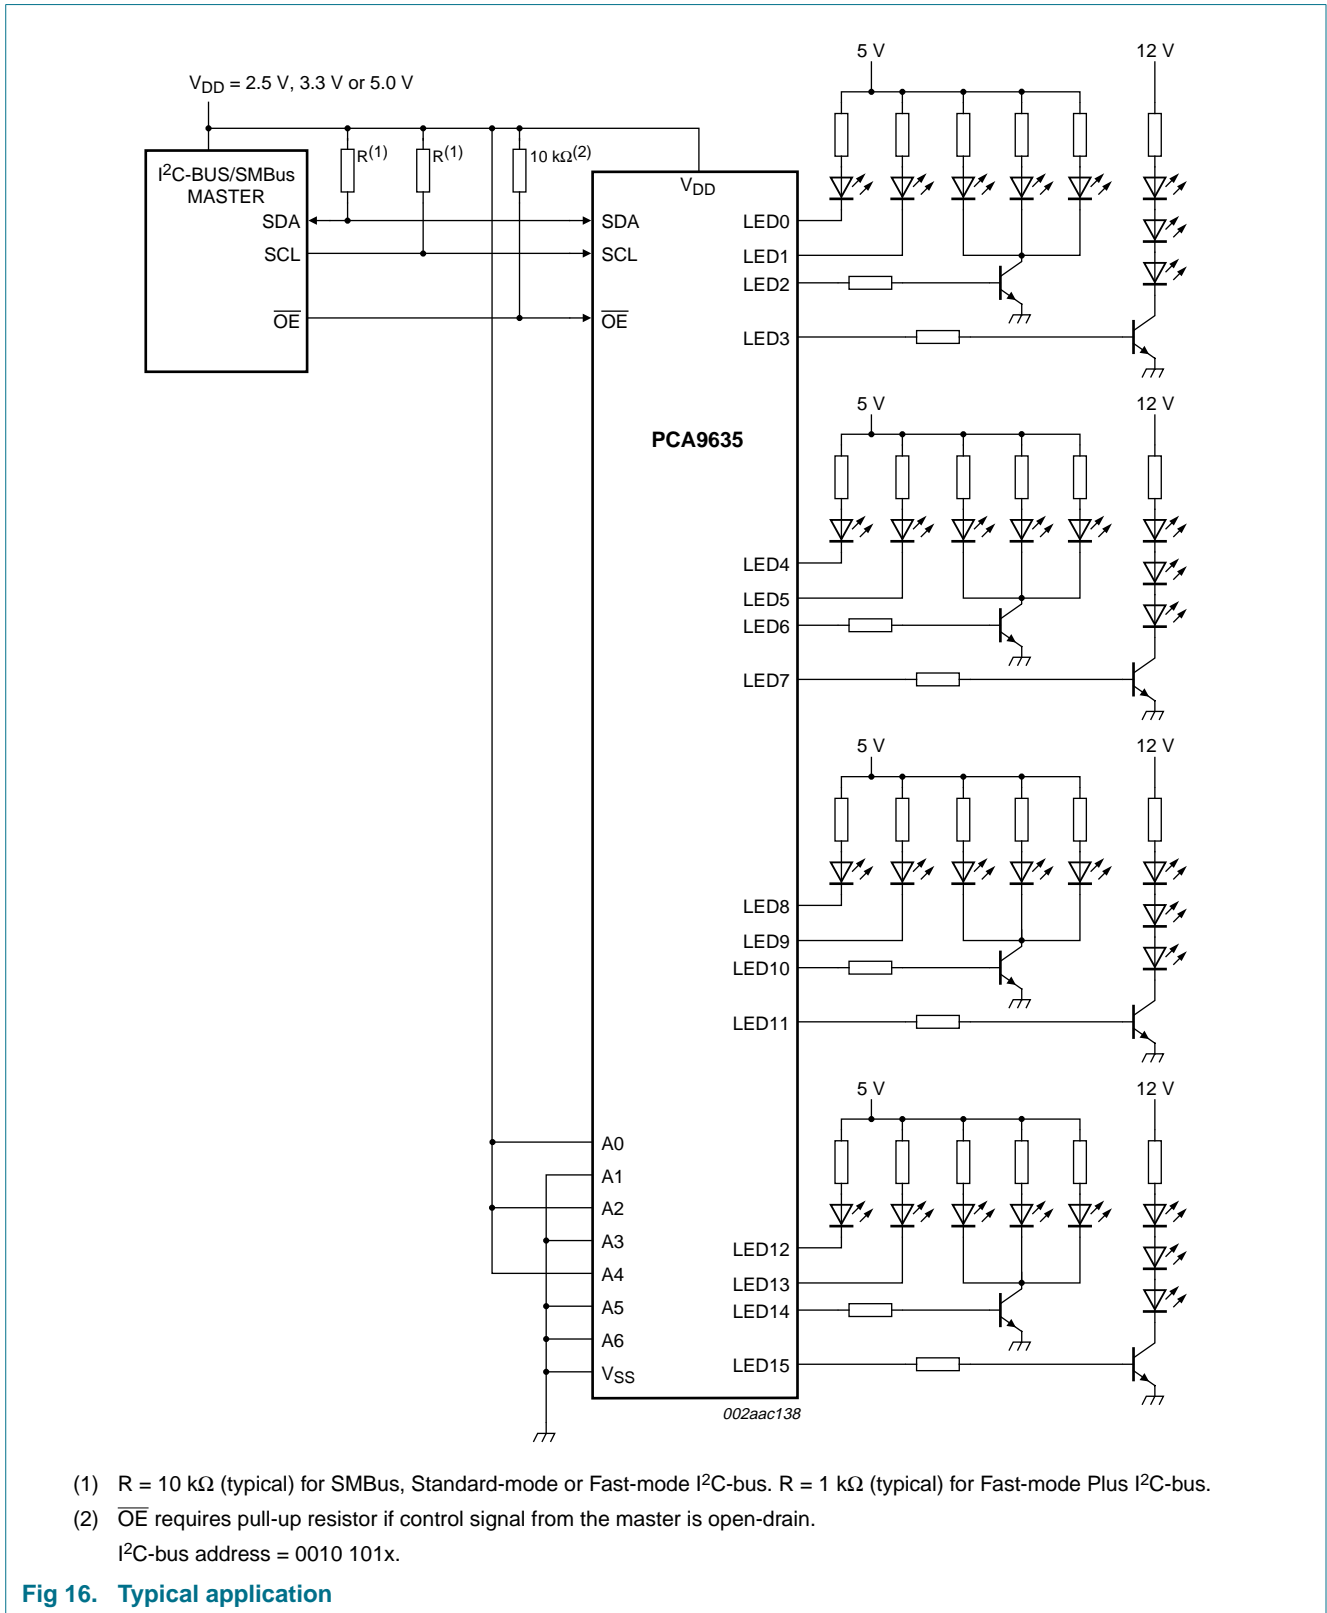 V_DD = 2.5 V, 3.3 V or 5.0 V
5 V
12 V
R(1)
R(1)
10 kΩ(2)
I²C-BUS/SMBus
MASTER
SDA
SCL
OE̅
V_DD
SDA
SCL
OE̅
PCA9635
LED0
LED1
LED2
LED3
5 V
12 V
LED4
LED5
LED6
LED7
5 V
12 V
LED8
LED9
LED10
LED11
5 V
12 V
LED12
LED13
LED14
LED15
A0
A1
A2
A3
A4
A5
A6
V_SS
002aac138
(1) R = 10 kΩ (typical) for SMBus, Standard-mode or Fast-mode I²C-bus. R = 1 kΩ (typical) for Fast-mode Plus I²C-bus.
(2) OE̅ requires pull-up resistor if control signal from the master is open-drain.
I²C-bus address = 0010 101x.
Fig 16. Typical application